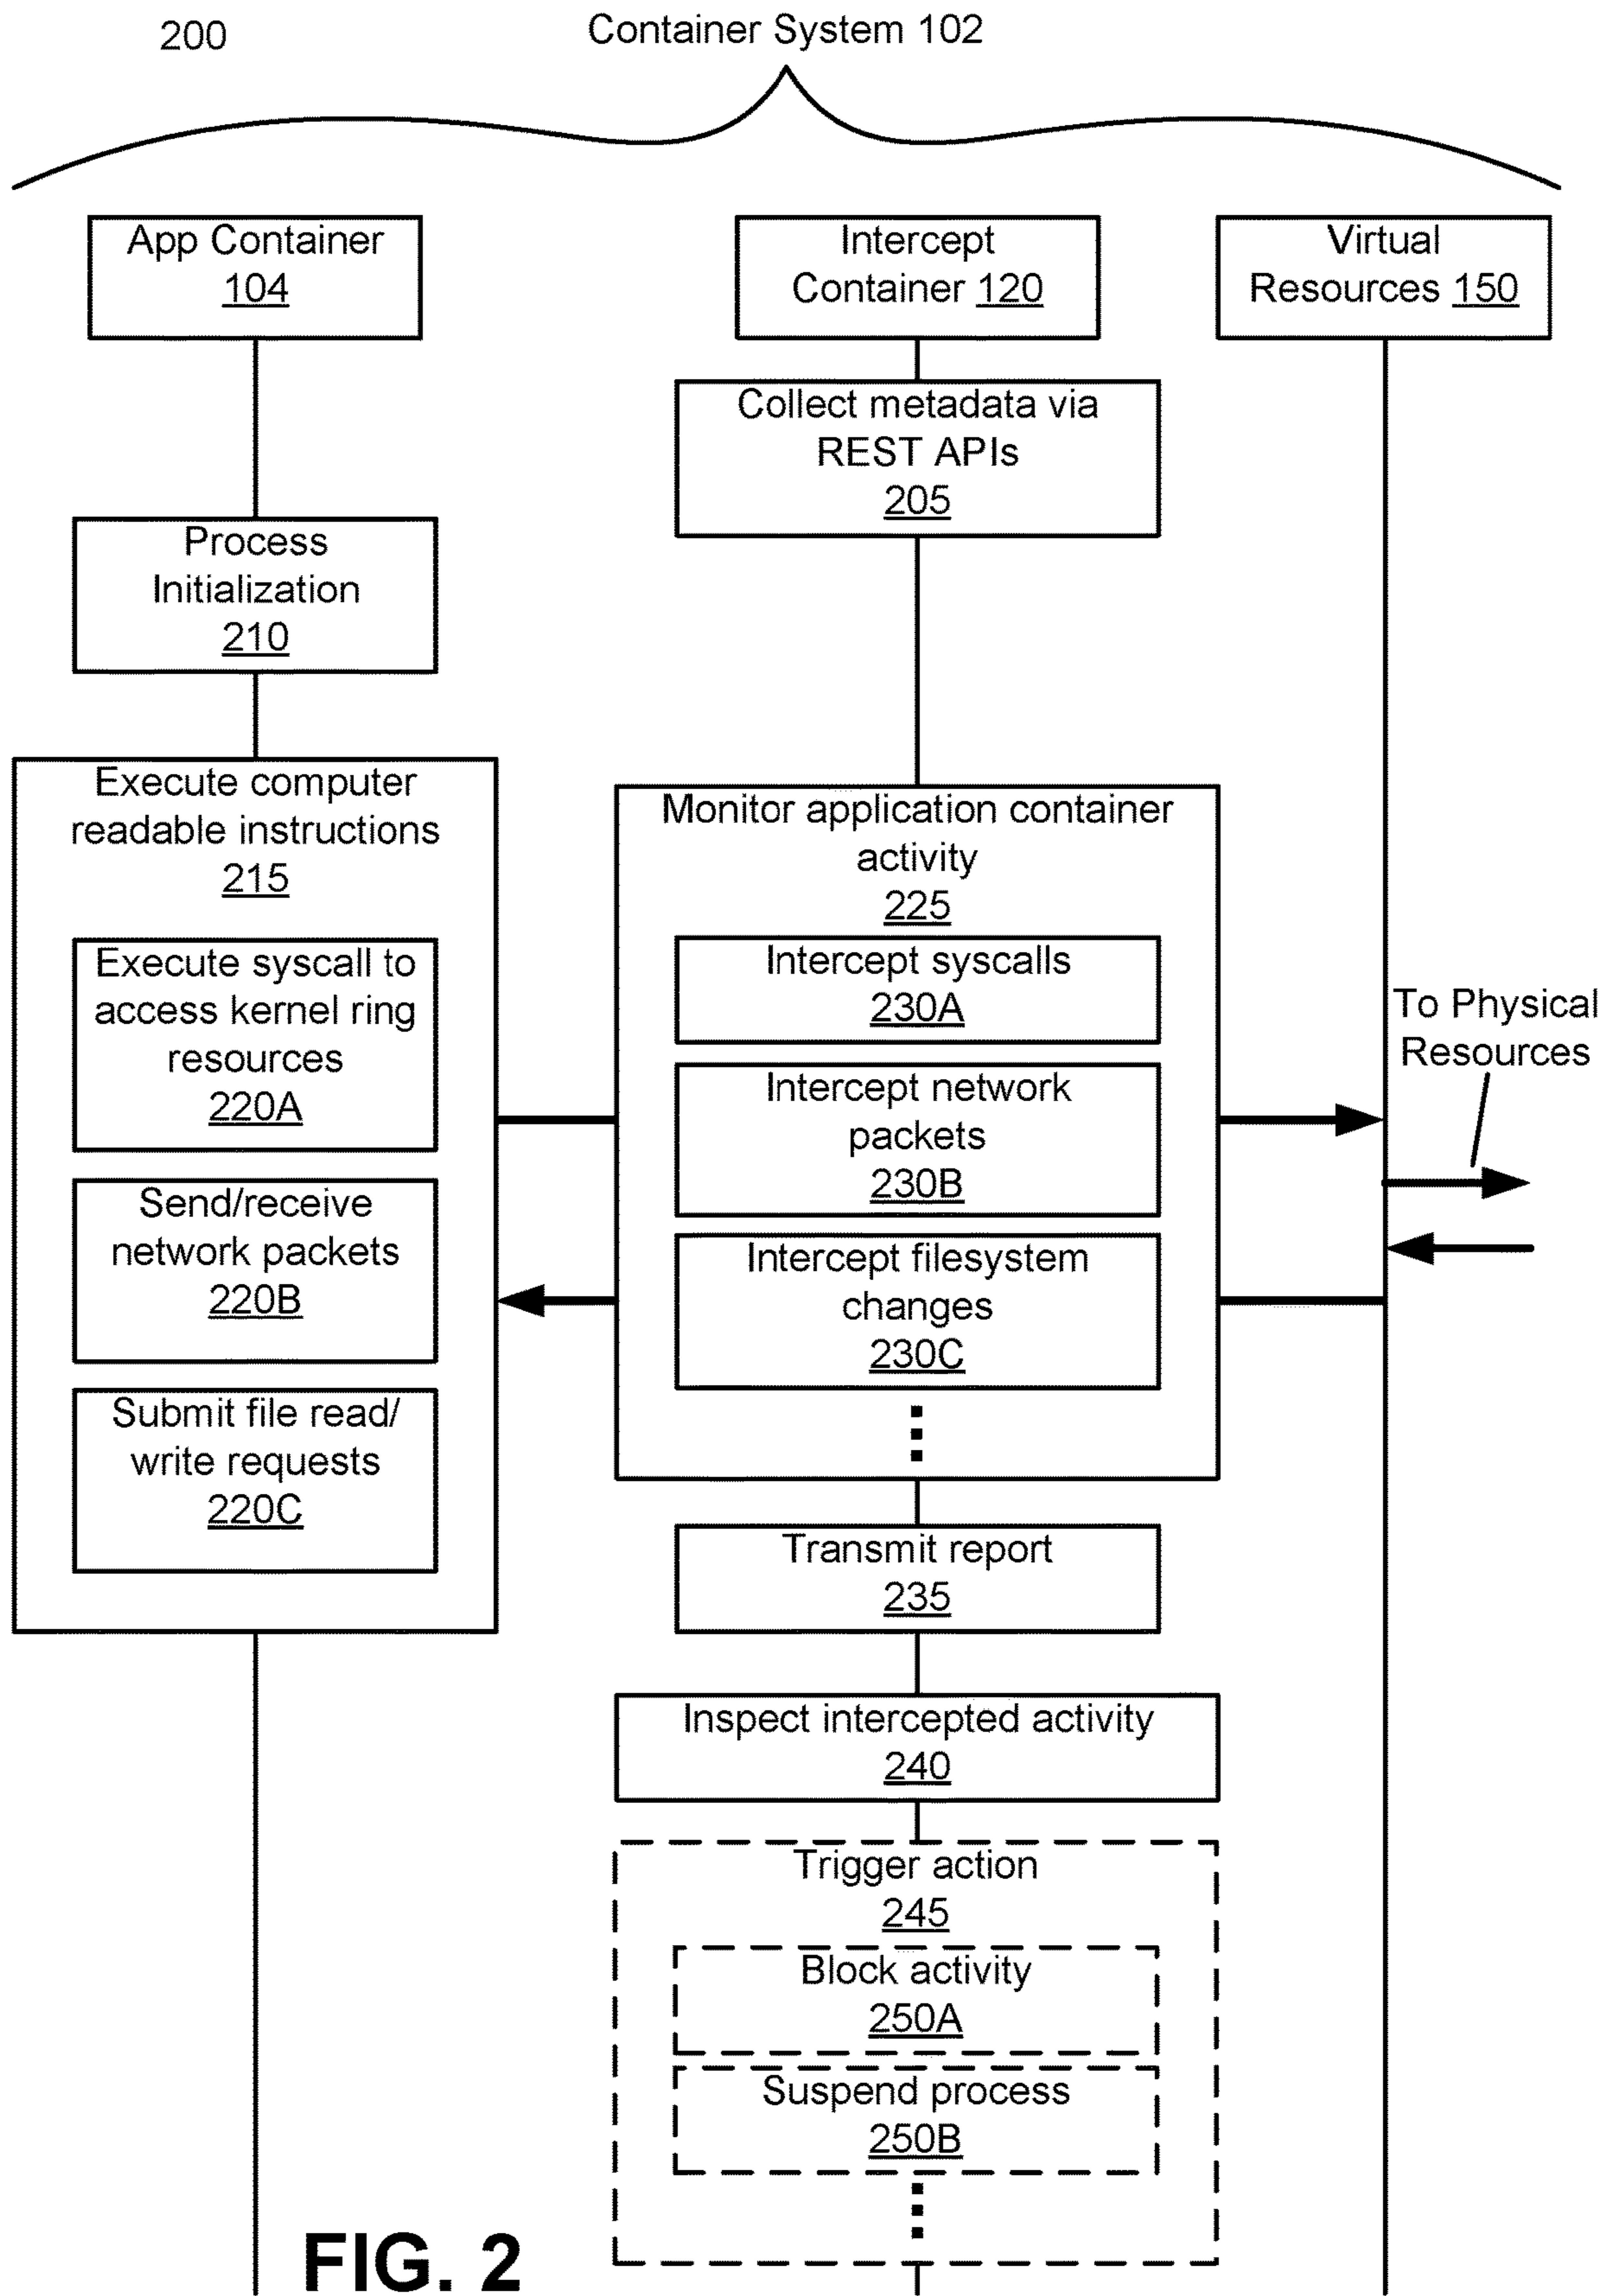 200
Container System 102
App Container
104
Intercept
Container 120
Virtual
Resources 150
Collect metadata via
REST APIs
205
Process
Initialization
210
Execute computer
readable instructions
215
Execute syscall to
access kernel ring
resources
220A
Send/receive
network packets
220B
Submit file read/
write requests
220C
Monitor application container
activity
225
Intercept syscalls
230A
Intercept network
packets
230B
Intercept filesystem
changes
230C
To Physical
Resources
Transmit report
235
Inspect intercepted activity
240
Trigger action
245
Block activity
250A
Suspend process
250B
FIG. 2